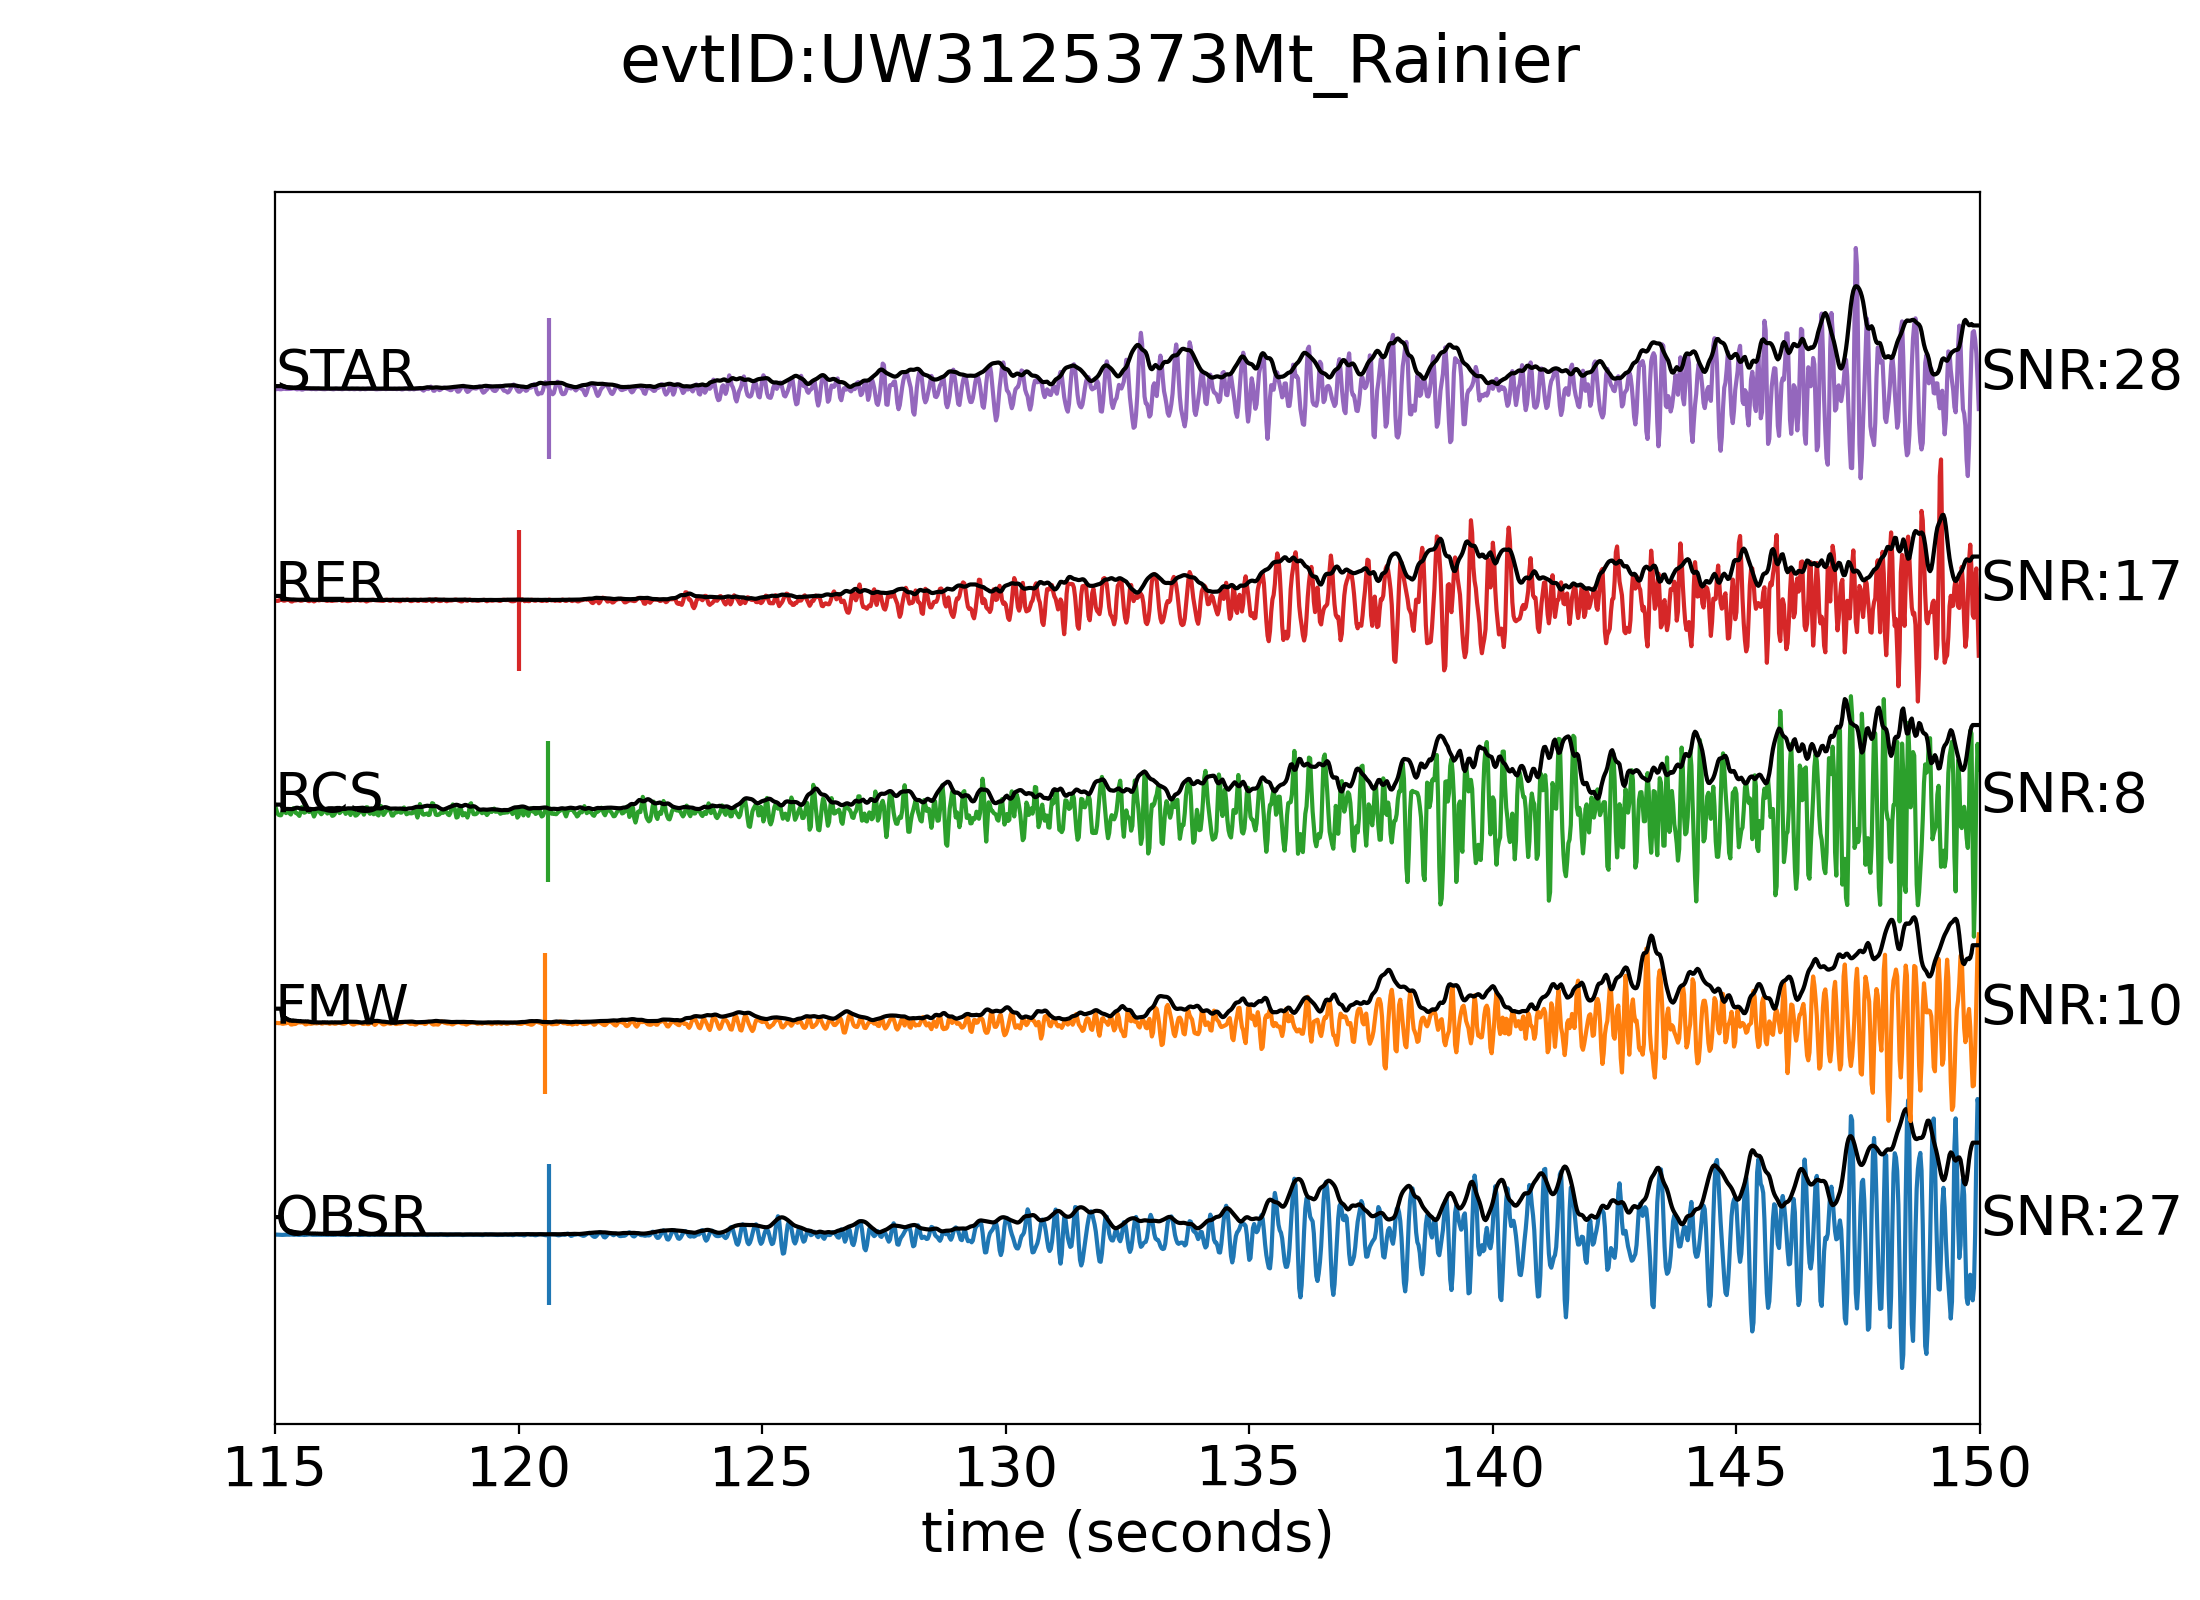 evtID:UW3125373Mt_Rainier
STAR SNR:28
RER SNR:17
RCS SNR:8
FMW SNR:10
OBSR SNR:27
115 120 125 130 135 140 145 150
time (seconds)